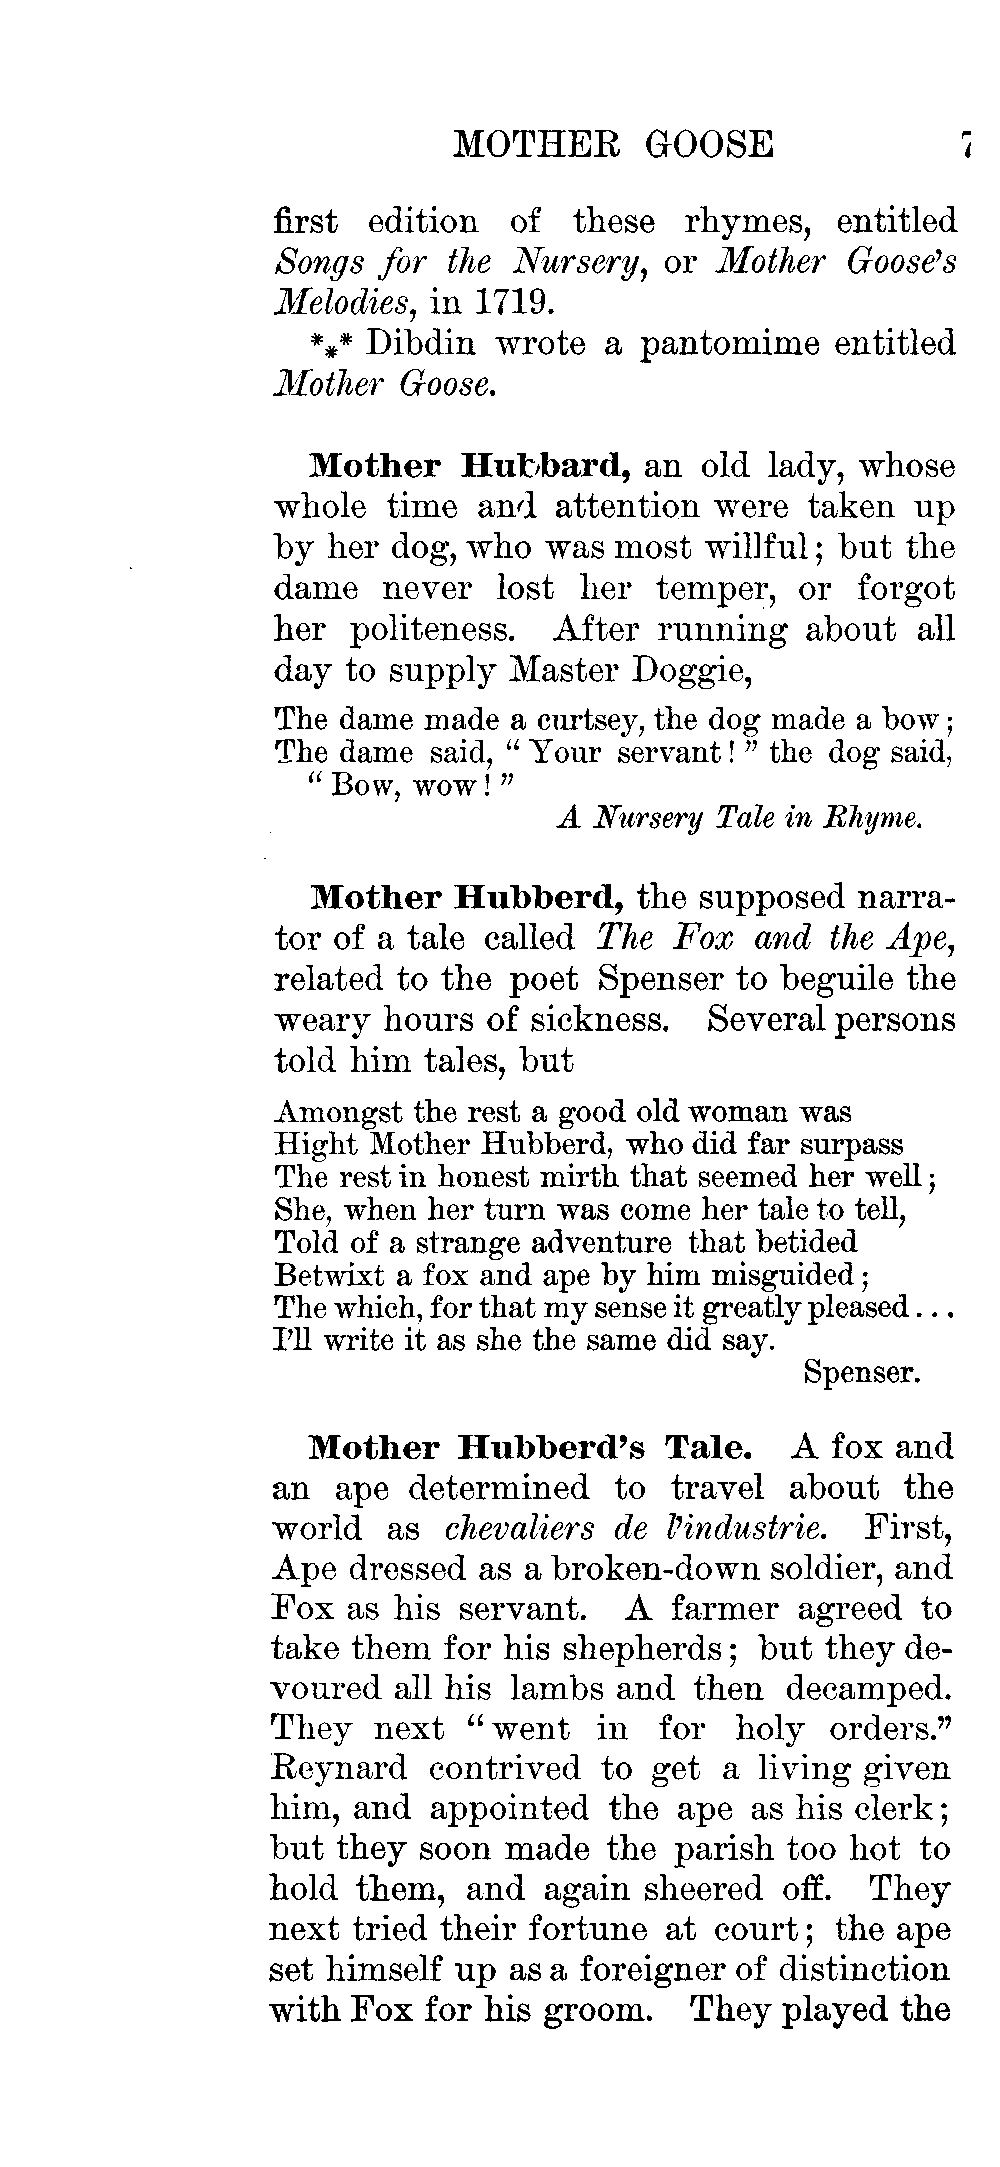 MOTHER GOOSE 7
first edition of these rhymes, entitled
Songs for the Nursery, or Mother Goose's
Melodies, in 1719.
*⁎* Dibdin wrote a pantomime entitled
Mother Goose.
Mother Hubbard, an old lady, whose
whole time and attention were taken up
by her dog, who was most willful; but the
dame never lost her temper, or forgot
her politeness. After running about all
day to supply Master Doggie,
The dame made a curtsey, the dog made a bow;
The dame said, "Your servant!" the dog said,
"Bow, wow!"
A Nursery Tale in Rhyme.
Mother Hubberd, the supposed narra-
tor of a tale called The Fox and the Ape,
related to the poet Spenser to beguile the
weary hours of sickness. Several persons
told him tales, but
Amongst the rest a good old woman was
Hight Mother Hubberd, who did far surpass
The rest in honest mirth that seemed her well;
She, when her turn was come her tale to tell,
Told of a strange adventure that betided
Betwixt a fox and ape by him misguided;
The which, for that my sense it greatly pleased...
I'll write it as she the same did say.
Spenser.
Mother Hubberd's Tale. A fox and
an ape determined to travel about the
world as chevaliers de l'industrie. First,
Ape dressed as a broken-down soldier, and
Fox as his servant. A farmer agreed to
take them for his shepherds; but they de-
voured all his lambs and then decamped.
They next "went in for holy orders."
Reynard contrived to get a living given
him, and appointed the ape as his clerk;
but they soon made the parish too hot to
hold them, and again sheered off. They
next tried their fortune at court; the ape
set himself up as a foreigner of distinction
with Fox for his groom. They played the